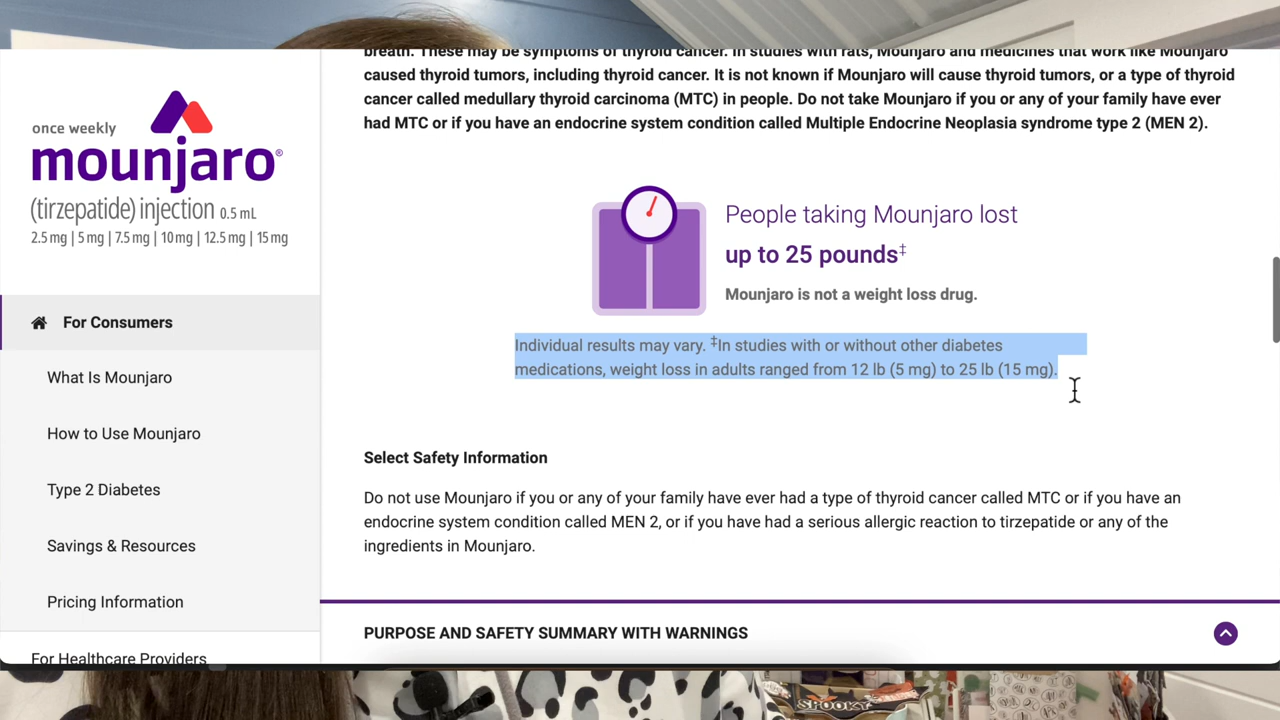 breath. These may be symptoms of thyroid cancer. In studies with rats, Mounjaro and medicines that work like Mounjaro
caused thyroid tumors, including thyroid cancer. It is not known if Mounjaro will cause thyroid tumors, or a type of thyroid
cancer called medullary thyroid carcinoma (MTC) in people. Do not take Mounjaro if you or any of your family have ever
had MTC or if you have an endocrine system condition called Multiple Endocrine Neoplasia syndrome type 2 (MEN 2).
once weekly
mounjaro®
(tirzepatide) injection 0.5 mL
2.5 mg | 5 mg | 7.5 mg | 10 mg | 12.5 mg | 15 mg
For Consumers
What Is Mounjaro
How to Use Mounjaro
Type 2 Diabetes
Savings & Resources
Pricing Information
For Healthcare Providers
People taking Mounjaro lost
up to 25 pounds‡
Mounjaro is not a weight loss drug.
Individual results may vary. ‡In studies with or without other diabetes
medications, weight loss in adults ranged from 12 lb (5 mg) to 25 lb (15 mg).
Select Safety Information
Do not use Mounjaro if you or any of your family have ever had a type of thyroid cancer called MTC or if you have an
endocrine system condition called MEN 2, or if you have had a serious allergic reaction to tirzepatide or any of the
ingredients in Mounjaro.
PURPOSE AND SAFETY SUMMARY WITH WARNINGS
SPOOKY